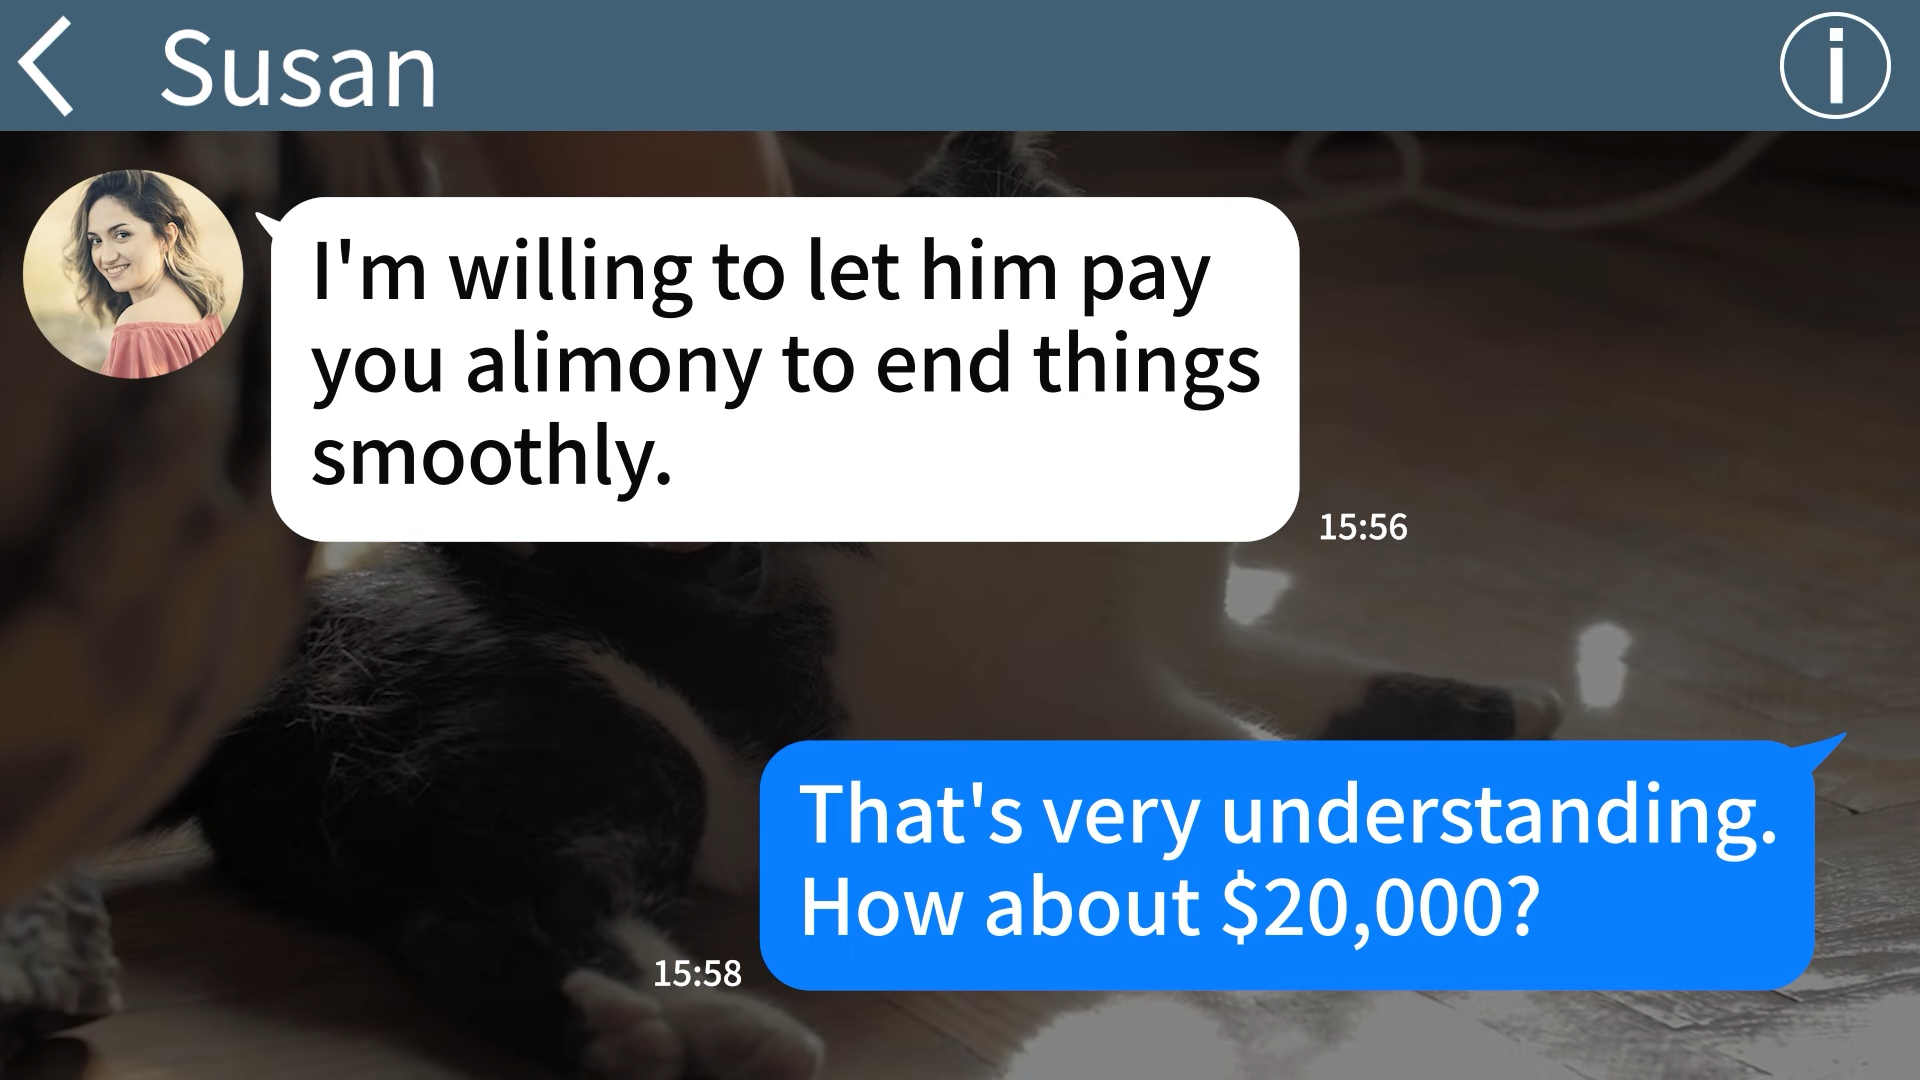 Susan
I'm willing to let him pay
you alimony to end things
smoothly.
15:56
That's very understanding.
How about $20,000?
15:58